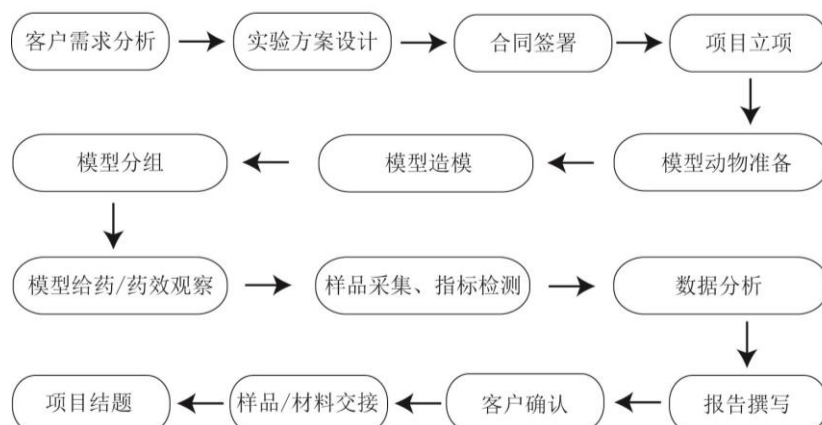 客户需求分析
实验方案设计
合同签署
项目立项
模型动物准备
模型造模
模型分组
模型给药/药效观察
样品采集、指标检测
数据分析
报告撰写
客户确认
样品/材料交接
项目结题